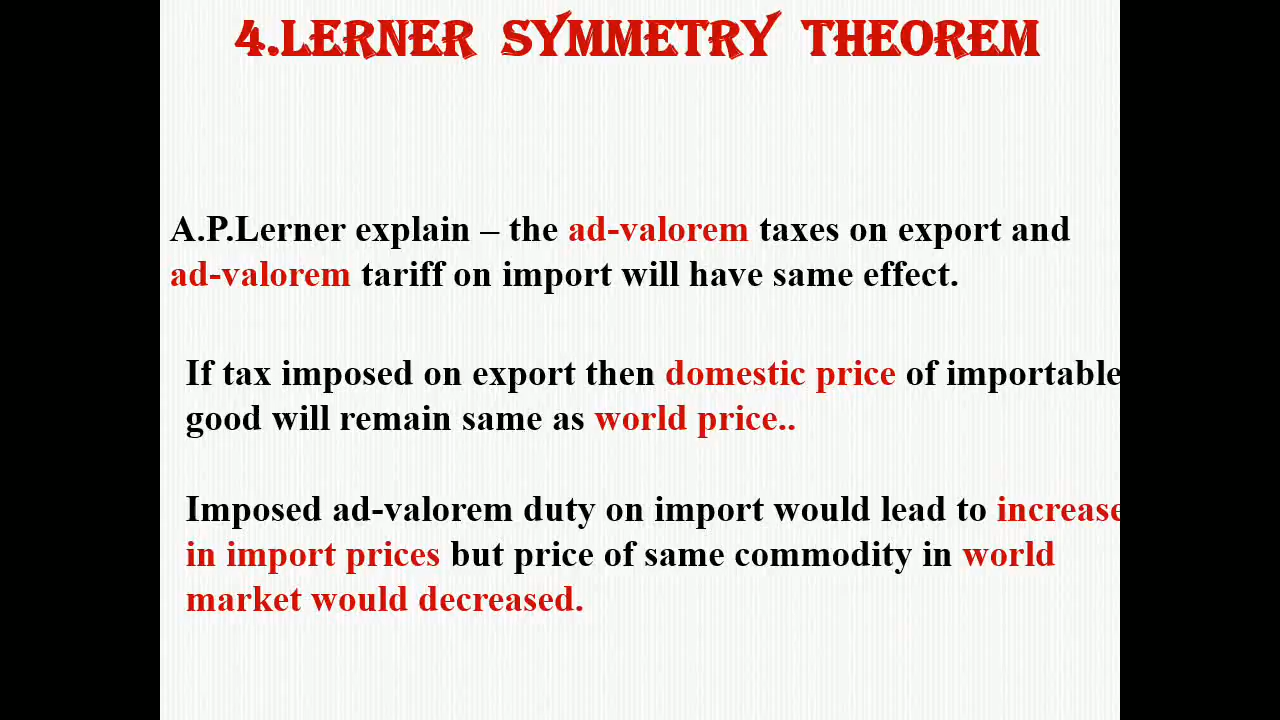 4.LERNER SYMMETRY THEOREM
A.P.Lerner explain – the ad-valorem taxes on export and
ad-valorem tariff on import will have same effect.
If tax imposed on export then domestic price of importable
good will remain same as world price..
Imposed ad-valorem duty on import would lead to increase
in import prices but price of same commodity in world
market would decreased.